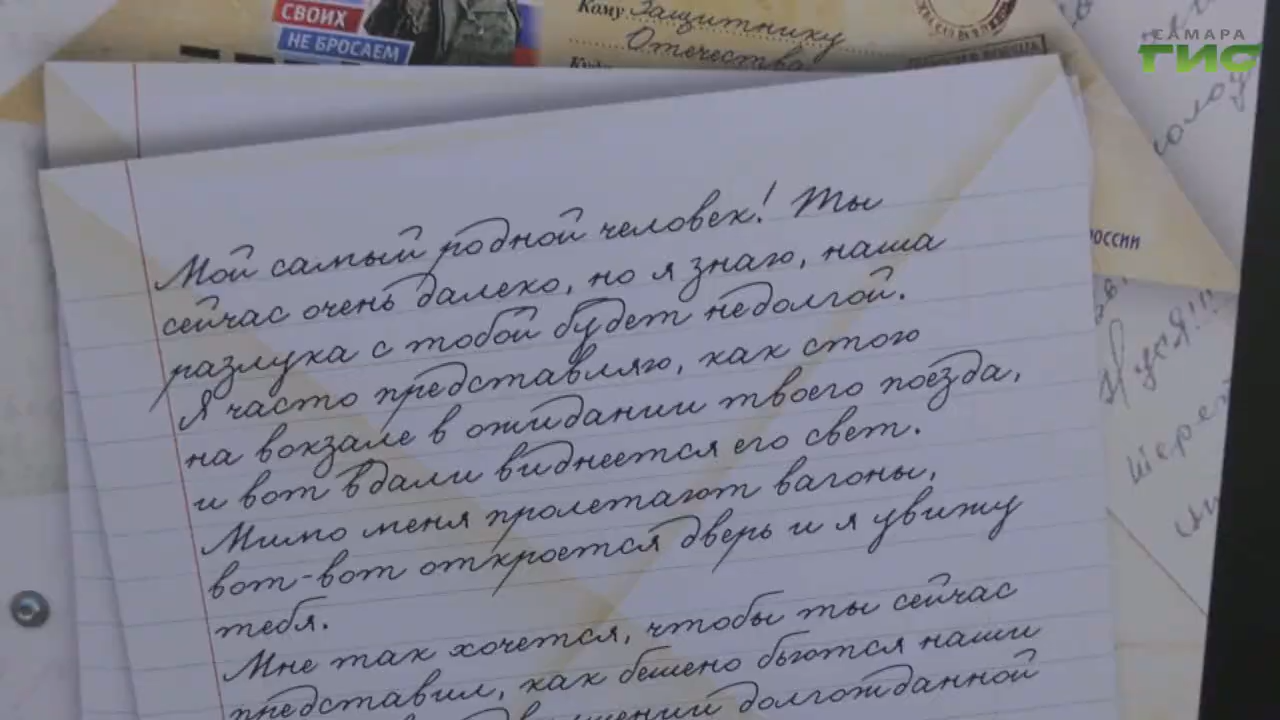 СВОИХ
НЕ БРОСАЕМ
Кому Защитнику
Отечества
САМАРА
ГИС
РОССИИ
Мой самый родной человек! Ты
сейчас очень далеко, но я знаю, наша
разлука с тобой будет недолгой.
Я часто представляю, как стою
на вокзале в ожидании твоего поезда,
и вот вдали виднеется его свет.
Мимо меня пролетают вагоны,
вот-вот откроется дверь и я увижу
тебя.
Мне так хочется, чтобы ты сейчас
представил, как бешено бьются наши
долгожданной